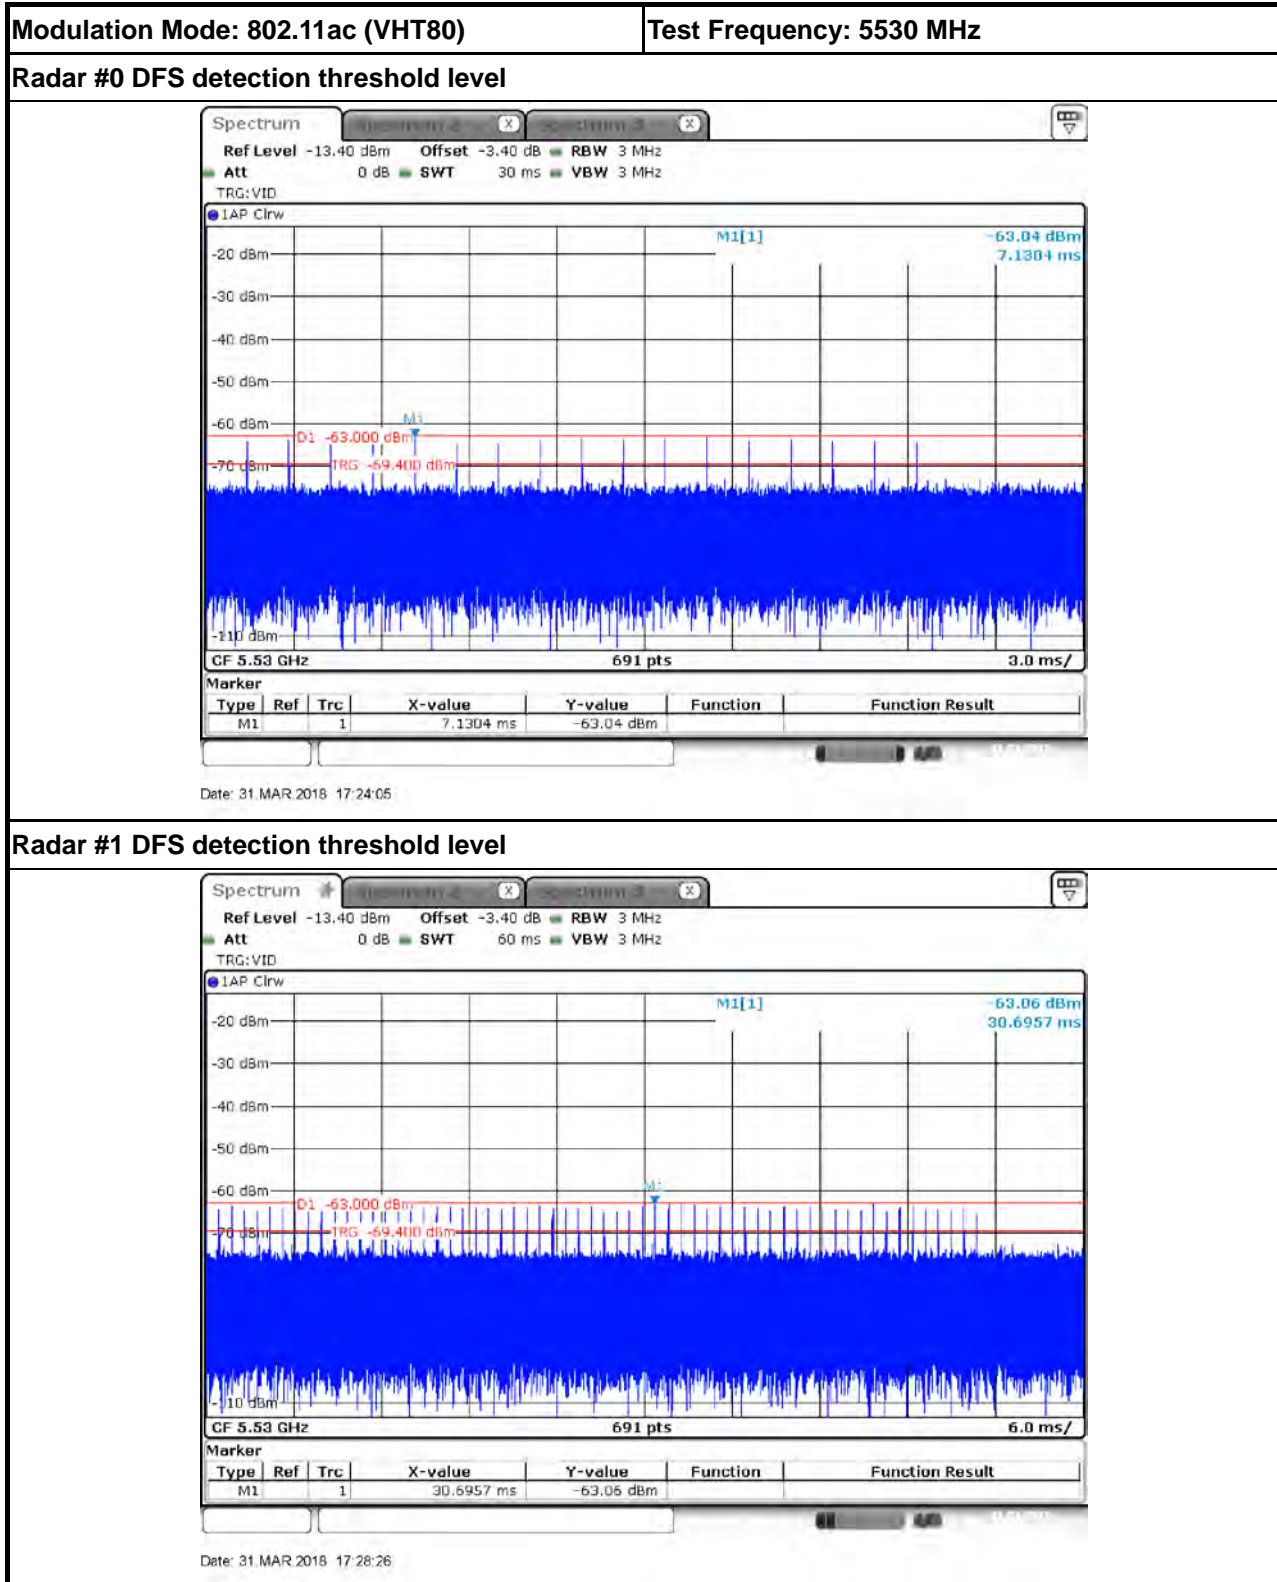 Modulation Mode: 802.11ac (VHT80) Test Frequency: 5530 MHz
Radar #0 DFS detection threshold level
Spectrum
Ref Level -13.40 dBm Offset -3.40 dB RBW 3 MHz
Att 0 dB SWT 30 ms VBW 3 MHz
TRG:VID
1AP Clrw
M1[1] -63.04 dBm
7.1304 ms
-20 dBm
-30 dBm
-40 dBm
-50 dBm
-60 dBm
M1
D1 -63.000 dBm
-70 dBm
TRG -69.400 dBm
-110 dBm
CF 5.53 GHz 691 pts 3.0 ms/
Marker
Type Ref Trc X-value Y-value Function Function Result
M1 1 7.1304 ms -63.04 dBm
Date: 31.MAR.2018 17:24:05
Radar #1 DFS detection threshold level
Spectrum
Ref Level -13.40 dBm Offset -3.40 dB RBW 3 MHz
Att 0 dB SWT 60 ms VBW 3 MHz
TRG:VID
1AP Clrw
M1[1] -63.06 dBm
30.6957 ms
-20 dBm
-30 dBm
-40 dBm
-50 dBm
-60 dBm
M1
D1 -63.000 dBm
-70 dBm
TRG -69.400 dBm
-110 dBm
CF 5.53 GHz 691 pts 6.0 ms/
Marker
Type Ref Trc X-value Y-value Function Function Result
M1 1 30.6957 ms -63.06 dBm
Date: 31.MAR.2018 17:28:26